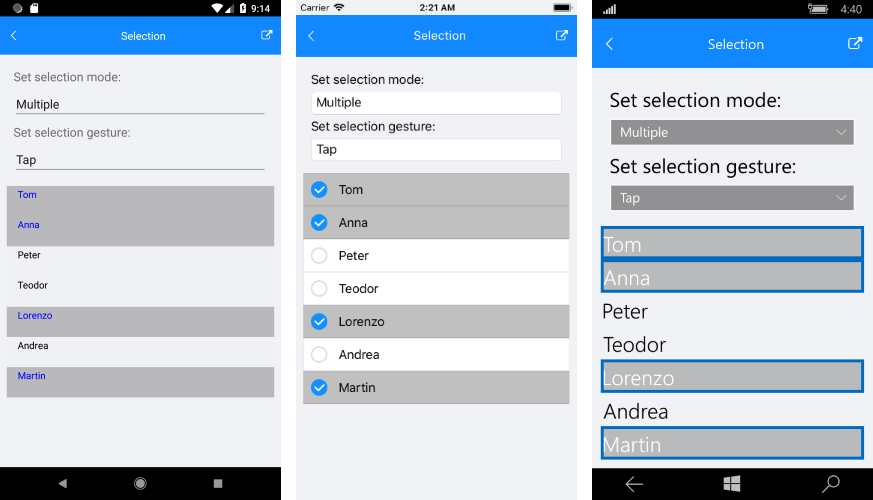 9:14
Selection
Set selection mode:
Multiple
Set selection gesture:
Tap
Tom
Anna
Peter
Teodor
Lorenzo
Andrea
Martin
Carrier 2:21 AM
Selection
Set selection mode:
Multiple
Set selection gesture:
Tap
Tom
Anna
Peter
Teodor
Lorenzo
Andrea
Martin
4:40
Selection
Set selection mode:
Multiple
Set selection gesture:
Tap
Tom
Anna
Peter
Teodor
Lorenzo
Andrea
Martin